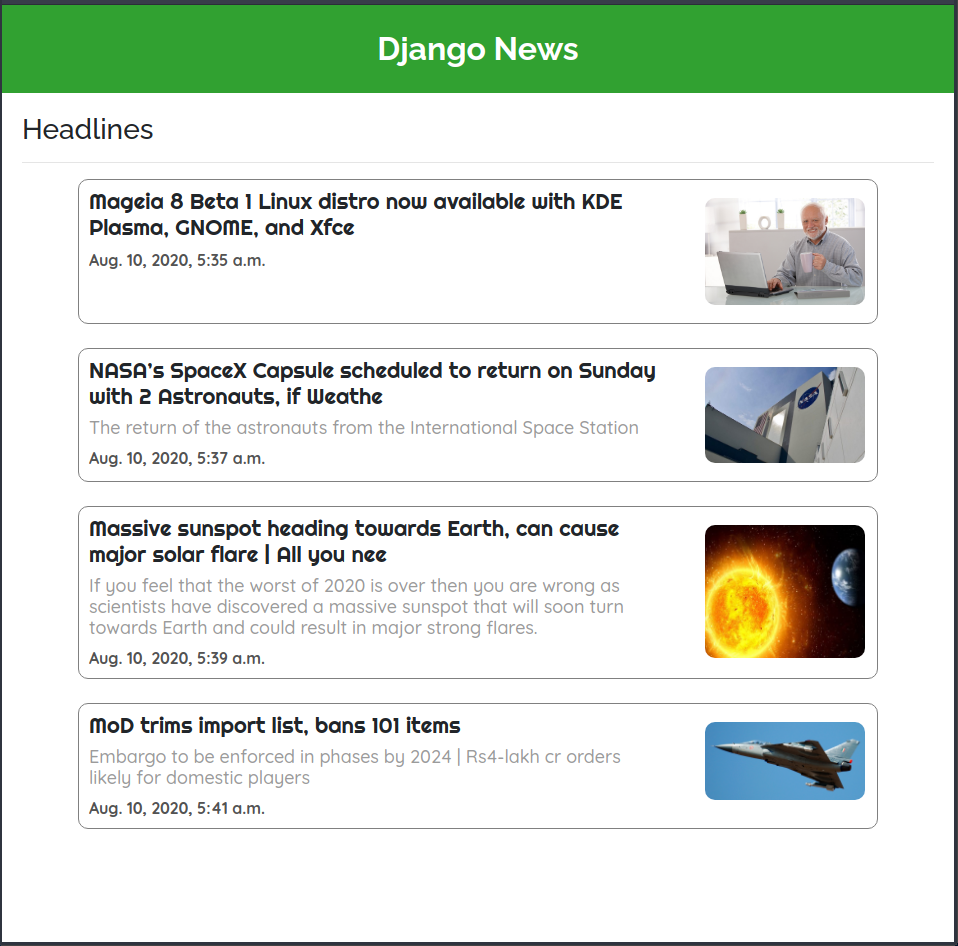 Django News
Headlines
Mageia 8 Beta 1 Linux distro now available with KDE
Plasma, GNOME, and Xfce
Aug. 10, 2020, 5:35 a.m.
NASA's SpaceX Capsule scheduled to return on Sunday
with 2 Astronauts, if Weathe
The return of the astronauts from the International Space Station
Aug. 10, 2020, 5:37 a.m.
NASA
Massive sunspot heading towards Earth, can cause
major solar flare | All you nee
If you feel that the worst of 2020 is over then you are wrong as
scientists have discovered a massive sunspot that will soon turn
towards Earth and could result in major strong flares.
Aug. 10, 2020, 5:39 a.m.
MoD trims import list, bans 101 items
Embargo to be enforced in phases by 2024 | Rs4-lakh cr orders
likely for domestic players
Aug. 10, 2020, 5:41 a.m.